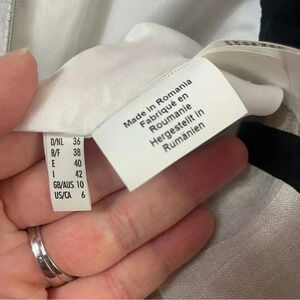 Made in Romania
Fabriqué en
Roumanie
Hergestellt in
Rumänien
D/NL 36
B/F 38
E 40
I 42
GB/AUS 10
US/CA 6